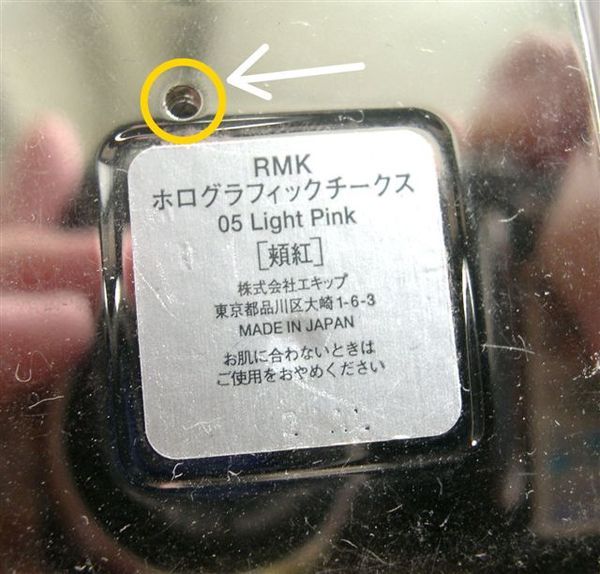 RMK
ホログラフィックチークス
05 Light Pink
[頬紅]
株式会社エキップ
東京都品川区大崎1-6-3
MADE IN JAPAN
お肌に合わないときは
ご使用をおやめください